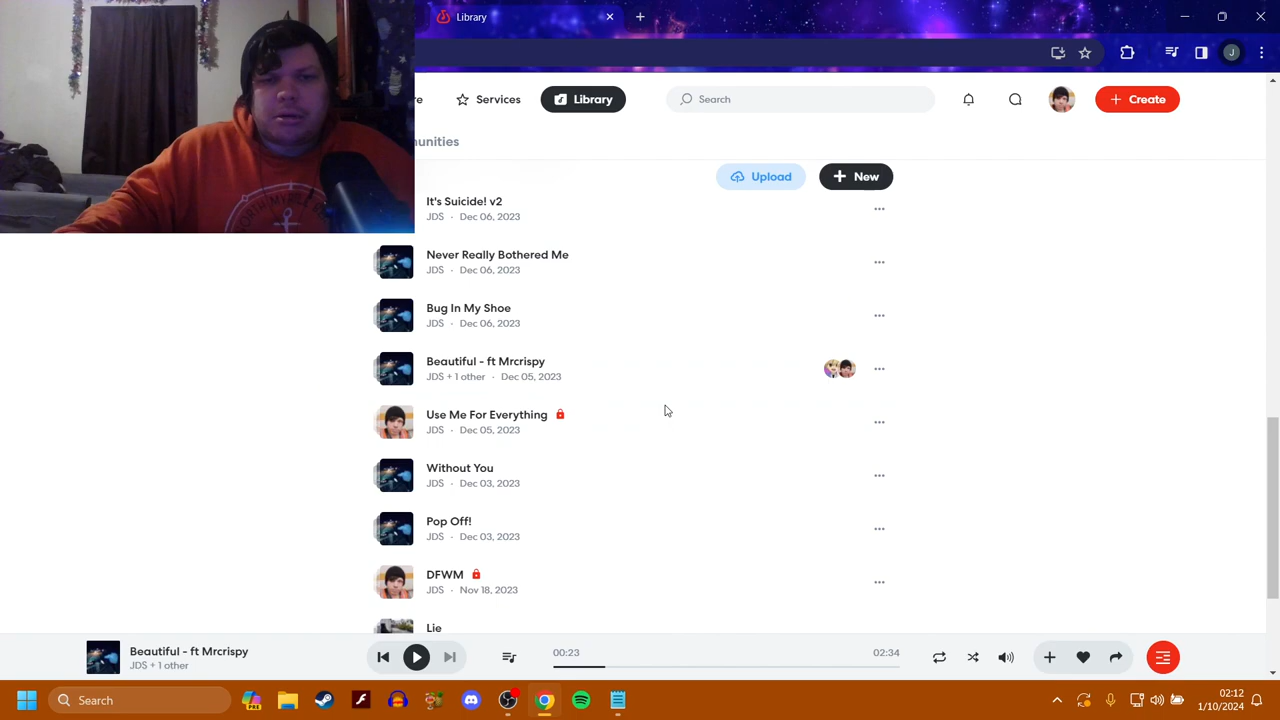 Library
re
Services
Library
Search
Create
nunities
Upload
New
It's Suicide! v2
JDS · Dec 06, 2023
Never Really Bothered Me
JDS · Dec 06, 2023
Bug In My Shoe
JDS · Dec 06, 2023
Beautiful - ft Mrcrispy
JDS + 1 other · Dec 05, 2023
Use Me For Everything
JDS · Dec 05, 2023
Without You
JDS · Dec 03, 2023
Pop Off!
JDS · Dec 03, 2023
DFWM
JDS · Nov 18, 2023
Lie
Beautiful - ft Mrcrispy
JDS + 1 other
00:23
02:34
Search
PRE
02:12
1/10/2024
J